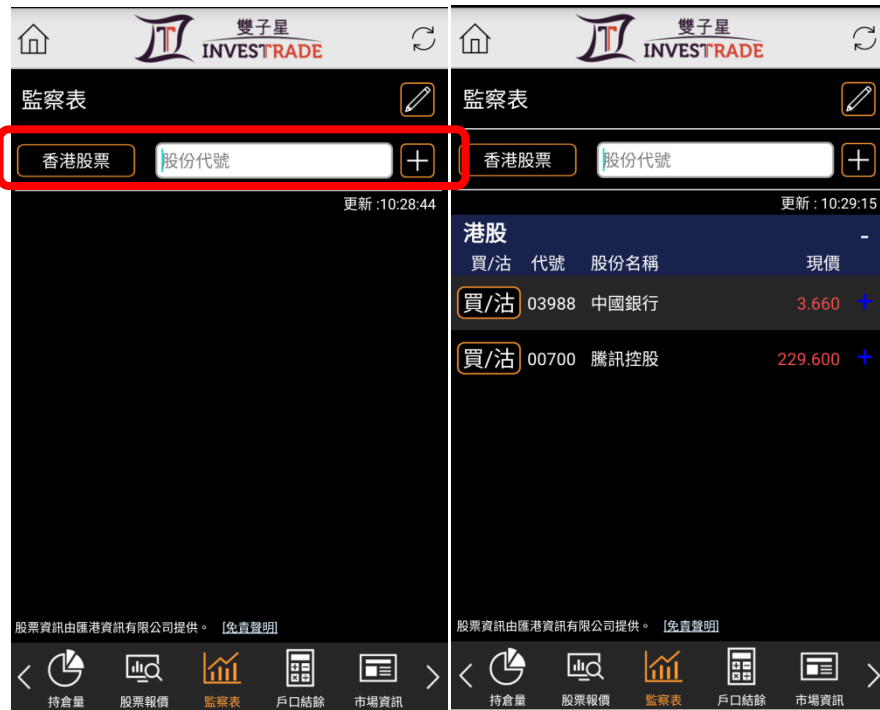 雙子星
INVESTRADE
監察表
香港股票 股份代號
更新 :10:28:44
股票資訊由匯港資訊有限公司提供。 [免責聲明]
持倉量 股票報價 監察表 戶口結餘 市場資訊
雙子星
INVESTRADE
監察表
香港股票 股份代號
更新 : 10:29:15
港股 -
買/沽 代號 股份名稱 現價
買/沽 03988 中國銀行 3.660 +
買/沽 00700 騰訊控股 229.600 +
股票資訊由匯港資訊有限公司提供。 [免責聲明]
持倉量 股票報價 監察表 戶口結餘 市場資訊